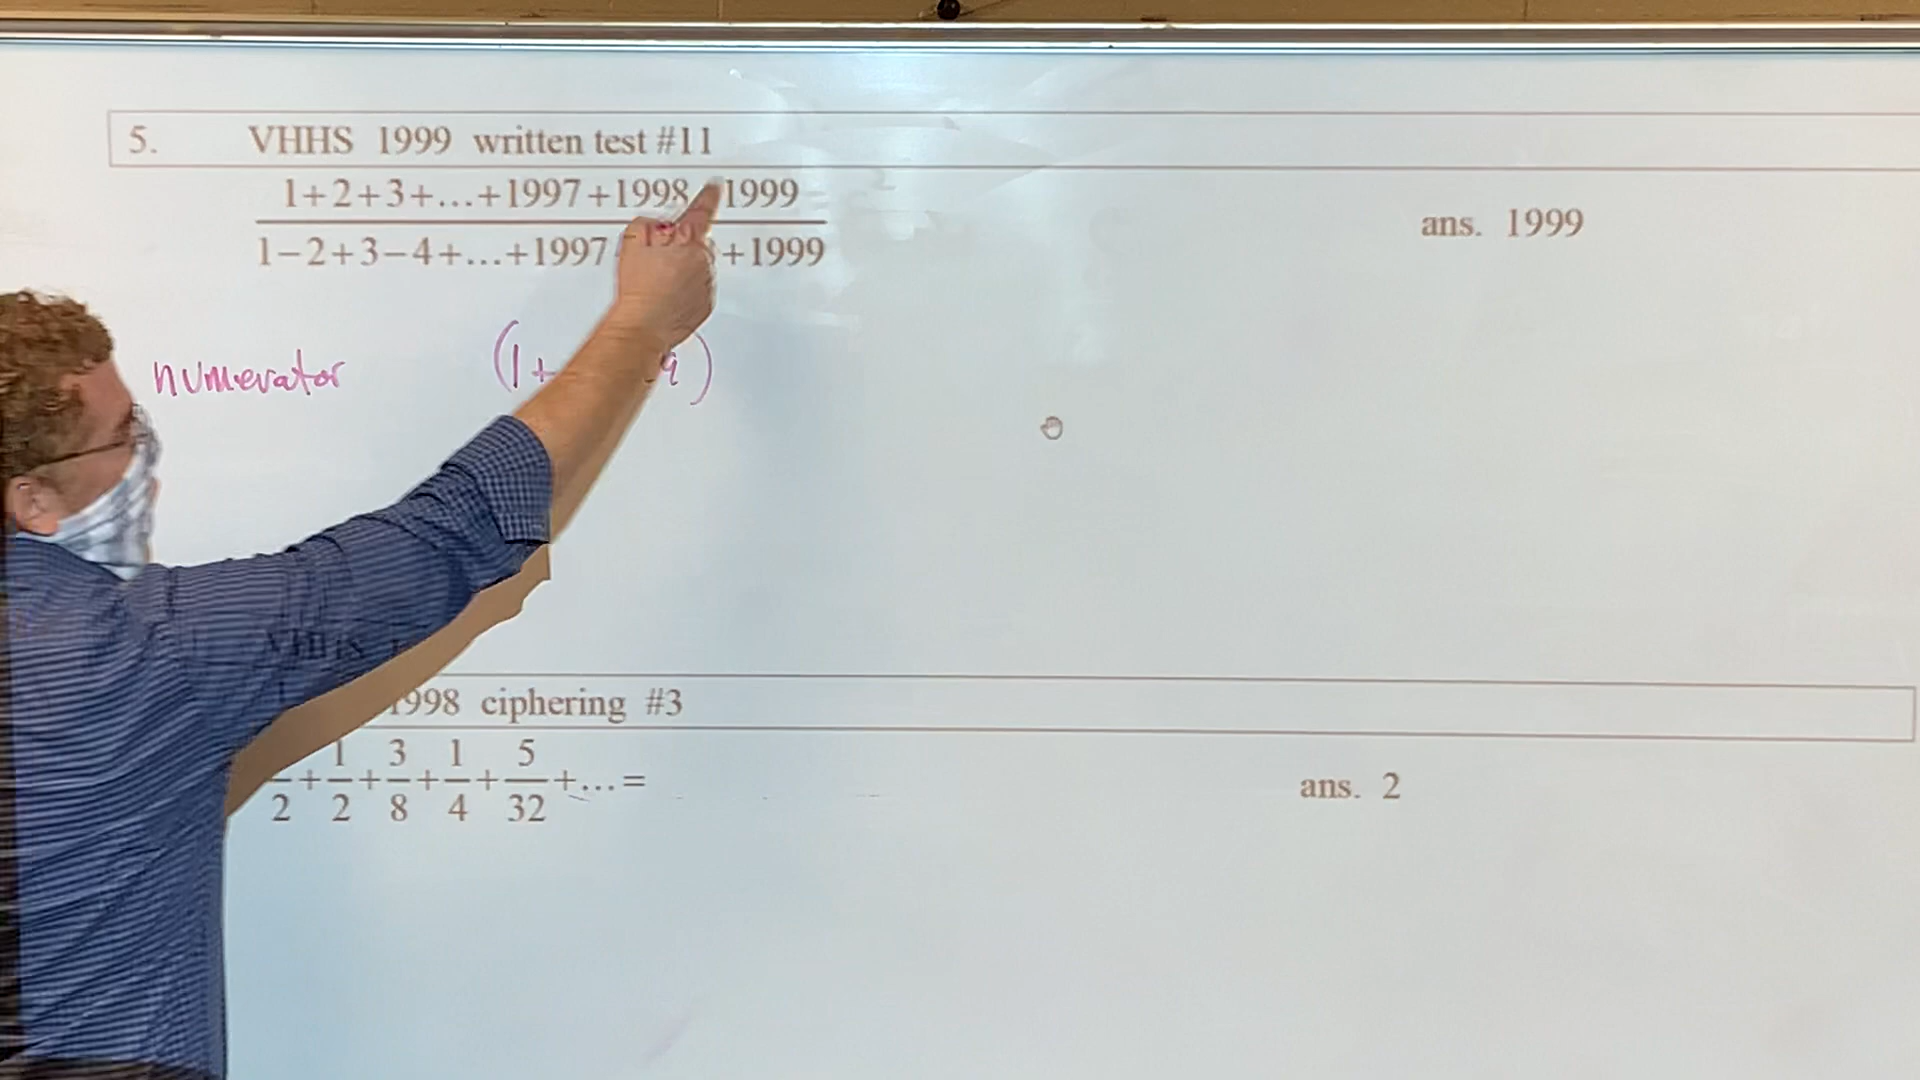 5. VHHS 1999 written test #11
1+2+3+...+1997+1998 1999
1−2+3−4+...+1997 +1999
ans. 1999
numerator (1+ 9)
1998 ciphering #3
1 3 1 5
— + — + — + — + — +...=
2 2 8 4 32
ans. 2